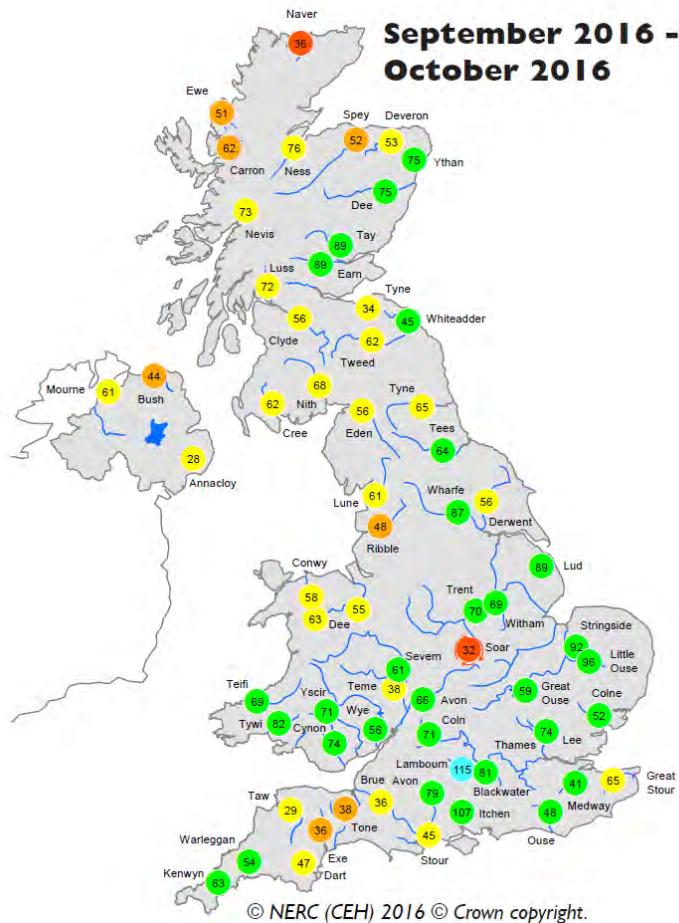 Naver
September 2016 -
October 2016
36
Ewe
51
Spey
Deveron
52
53
62
76
75
Ythan
Carron
Ness
75
Dee
73
Nevis
Tay
89
89
Earn
Luss
72
Tyne
34
56
45
Whiteadder
Clyde
62
Tweed
44
Mourne
61
Bush
68
Nith
62
Cree
56
Eden
Tyne
65
Tees
64
28
Annacloy
Lune
61
Wharfe
56
87
Derwent
48
Ribble
Conwy
89
Lud
58
55
63
Dee
Trent
70
69
Witham
Stringside
92
96
Little
Ouse
32
Soar
Severn
61
Teme
38
Teifi
69
Yscir
71
Wye
66
Avon
59
Great
Ouse
Colne
52
Tywi
82
Cynon
74
56
Coln
71
Thames
74
Lee
Lambourn
115
81
Blackwater
Brue
Avon
79
41
Medway
65
Great
Stour
Taw
29
38
Tone
36
107
Itchen
48
Ouse
36
Exe
45
Stour
Warleggan
54
47
Dart
Kenwyn
83
© NERC (CEH) 2016 © Crown copyright.